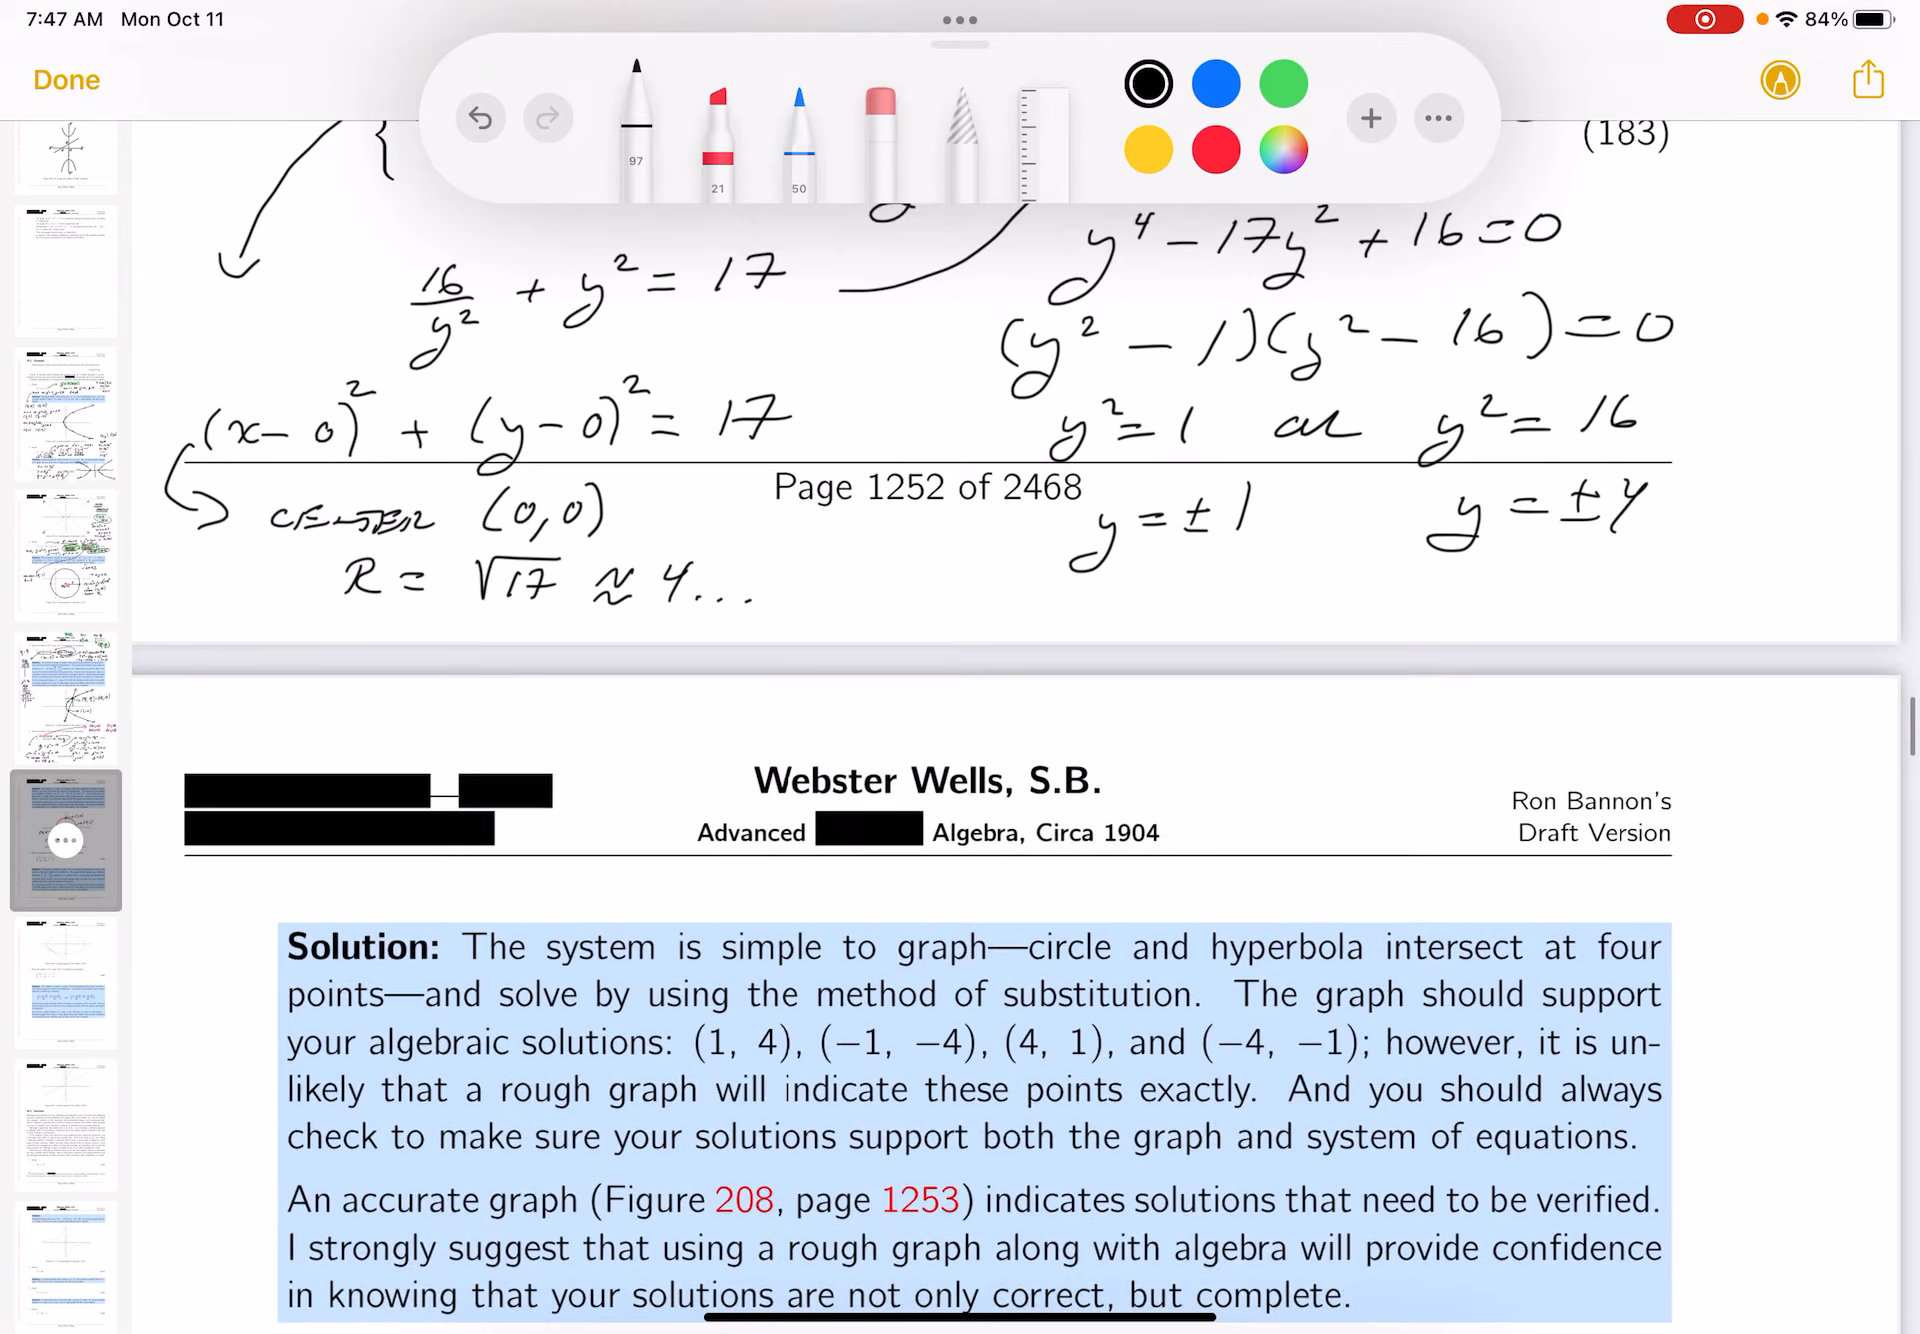 7:47 AM Mon Oct 11
84%
Done
97
21
50
(183)
{
16/y² + y² = 17
y⁴ – 17y² + 16 = 0
(y² – 1)(y² – 16) = 0
(x – 0)² + (y – 0)² = 17
y² = 1 or y² = 16
Page 1252 of 2468
CENTER (0,0)
y = ± 1 y = ± 4
R = √17 ≈ 4...
Webster Wells, S.B.
Advanced Algebra, Circa 1904
Ron Bannon's
Draft Version
Solution: The system is simple to graph—circle and hyperbola intersect at four
points—and solve by using the method of substitution. The graph should support
your algebraic solutions: (1, 4), (−1, −4), (4, 1), and (−4, −1); however, it is un-
likely that a rough graph will indicate these points exactly. And you should always
check to make sure your solutions support both the graph and system of equations.
An accurate graph (Figure 208, page 1253) indicates solutions that need to be verified.
I strongly suggest that using a rough graph along with algebra will provide confidence
in knowing that your solutions are not only correct, but complete.